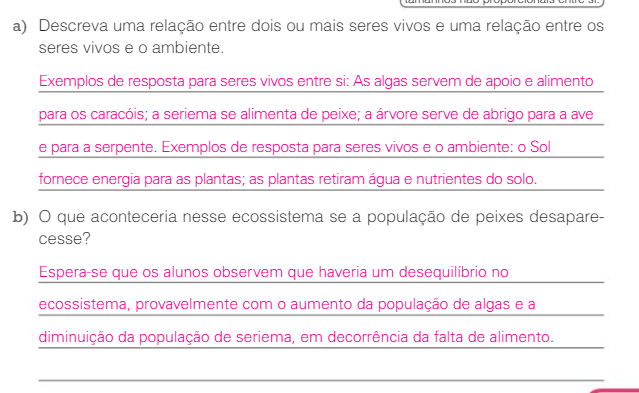 tamanhos não proporcionais entre si.
a) Descreva uma relação entre dois ou mais seres vivos e uma relação entre os
seres vivos e o ambiente.
Exemplos de resposta para seres vivos entre si: As algas servem de apoio e alimento
para os caracóis; a seriema se alimenta de peixe; a árvore serve de abrigo para a ave
e para a serpente. Exemplos de resposta para seres vivos e o ambiente: o Sol
fornece energia para as plantas; as plantas retiram água e nutrientes do solo.
b) O que aconteceria nesse ecossistema se a população de peixes desapare-
cesse?
Espera-se que os alunos observem que haveria um desequilíbrio no
ecossistema, provavelmente com o aumento da população de algas e a
diminuição da população de seriema, em decorrência da falta de alimento.